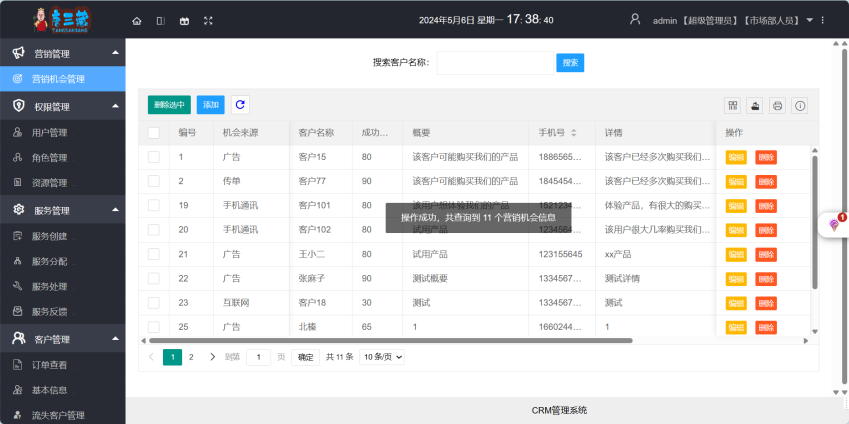 唐三藏
TANGSANZANG
2024年5月6日 星期一 17: 38: 40
admin 【超级管理员】【市场部人员】
营销管理
营销机会管理
权限管理
用户管理
角色管理
资源管理
服务管理
服务创建
服务分配
服务处理
服务反馈
客户管理
订单查看
基本信息
流失客户管理
搜索客户名称: 搜索
删除选中 添加
编号 机会来源 客户名称 成功... 概要 手机号 详情 操作
1 广告 客户15 80 该客户可能购买我们的产品 1886565... 该客户已经多次购买我们... 编辑 删除
2 传单 客户77 90 该客户可能购买我们的产品 1845454... 该客户已经多次购买我们... 编辑 删除
19 手机通讯 客户101 80 该用户想体验我们的产品 1521234... 体验产品，有很大的购买... 编辑 删除
操作成功，共查询到 11 个营销机会信息
20 手机通讯 客户102 80 试用产品 1234564... 该用户很大几率购买我们... 编辑 删除
21 广告 王小二 80 试用产品 123155645 xx产品 编辑 删除
22 广告 张麻子 90 测试概要 1334567... 测试详情 编辑 删除
23 互联网 客户18 30 测试 1334567... 测试 编辑 删除
25 广告 北榛 65 1 1660244... 1 编辑 删除
1 2 到第 1 页 确定 共 11 条 10 条/页
1
CRM管理系统